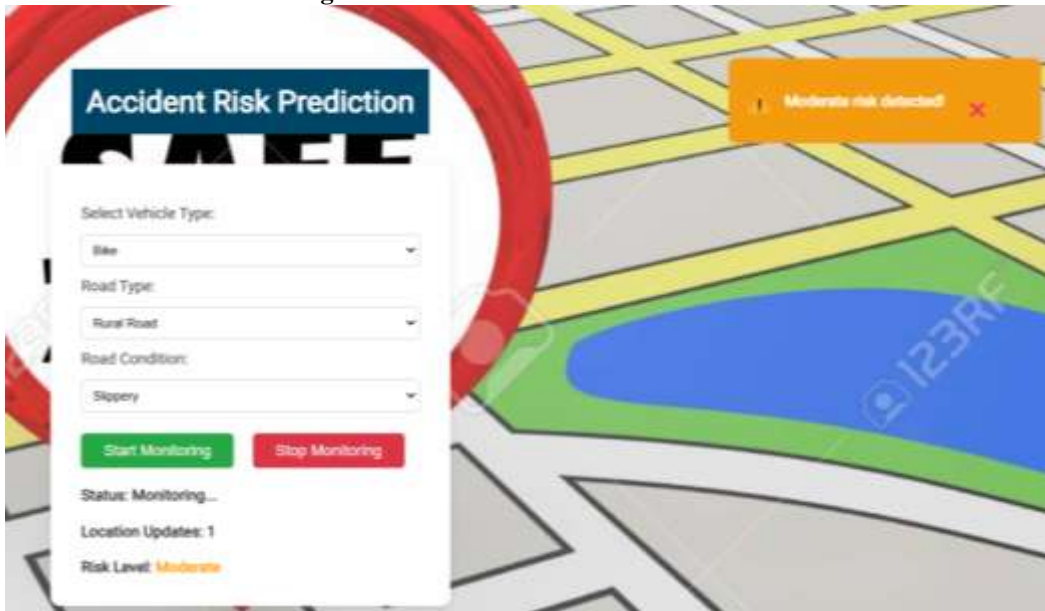 Accident Risk Prediction
Moderate risk detected!
SAFE
Select Vehicle Type:
Bike
Road Type:
Rural Road
Road Condition:
Slippery
Start Monitoring
Stop Monitoring
Status: Monitoring...
Location Updates: 1
Risk Level: Moderate
123RF